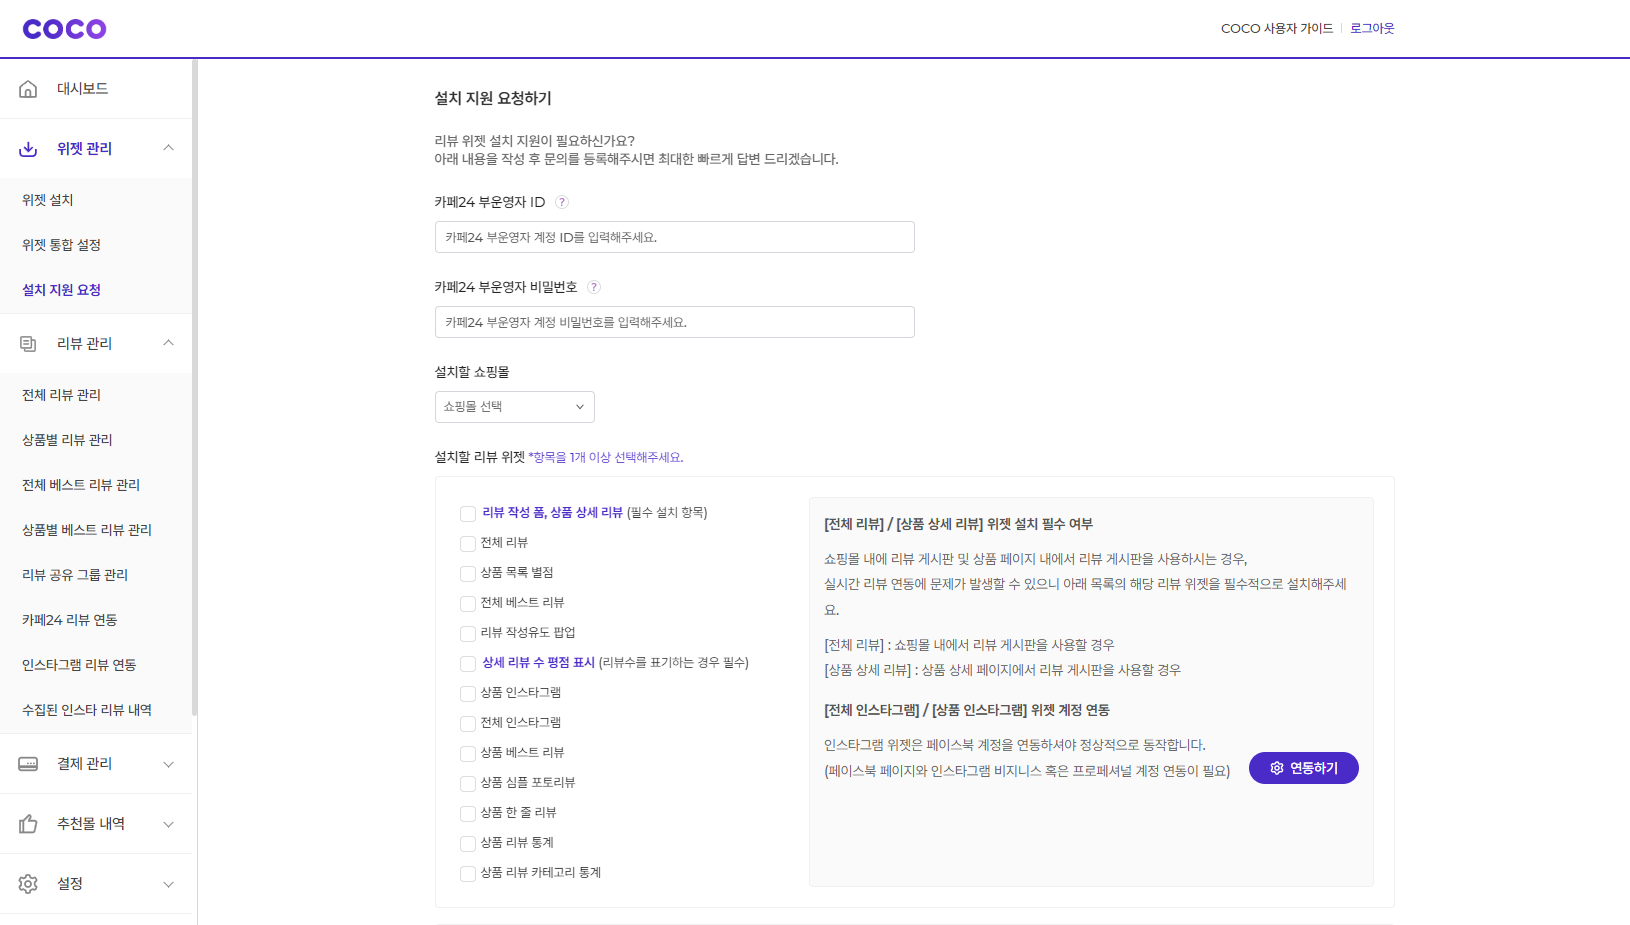 COCO
COCO 사용자 가이드
로그아웃
대시보드
위젯 관리
위젯 설치
위젯 통합 설정
설치 지원 요청
리뷰 관리
전체 리뷰 관리
상품별 리뷰 관리
전체 베스트 리뷰 관리
상품별 베스트 리뷰 관리
리뷰 공유 그룹 관리
카페24 리뷰 연동
인스타그램 리뷰 연동
수집된 인스타 리뷰 내역
결제 관리
추천몰 내역
설정
설치 지원 요청하기
리뷰 위젯 설치 지원이 필요하신가요?
아래 내용을 작성 후 문의를 등록해주시면 최대한 빠르게 답변 드리겠습니다.
카페24 부운영자 ID ?
카페24 부운영자 계정 ID를 입력해주세요.
카페24 부운영자 비밀번호 ?
카페24 부운영자 계정 비밀번호를 입력해주세요.
설치할 쇼핑몰
쇼핑몰 선택
설치할 리뷰 위젯 *항목을 1개 이상 선택해주세요.
리뷰 작성 폼, 상품 상세 리뷰 (필수 설치 항목)
전체 리뷰
상품 목록 별점
전체 베스트 리뷰
리뷰 작성유도 팝업
상세 리뷰 수 평점 표시 (리뷰수를 표기하는 경우 필수)
상품 인스타그램
전체 인스타그램
상품 베스트 리뷰
상품 심플 포토리뷰
상품 한 줄 리뷰
상품 리뷰 통계
상품 리뷰 카테고리 통계
[전체 리뷰] / [상품 상세 리뷰] 위젯 설치 필수 여부
쇼핑몰 내에 리뷰 게시판 및 상품 페이지 내에서 리뷰 게시판을 사용하시는 경우,
실시간 리뷰 연동에 문제가 발생할 수 있으니 아래 목록의 해당 리뷰 위젯을 필수적으로 설치해주세
요.
[전체 리뷰] : 쇼핑몰 내에서 리뷰 게시판을 사용할 경우
[상품 상세 리뷰] : 상품 상세 페이지에서 리뷰 게시판을 사용할 경우
[전체 인스타그램] / [상품 인스타그램] 위젯 계정 연동
인스타그램 위젯은 페이스북 계정을 연동하셔야 정상적으로 동작합니다.
(페이스북 페이지와 인스타그램 비지니스 혹은 프로페셔널 계정 연동이 필요)
연동하기